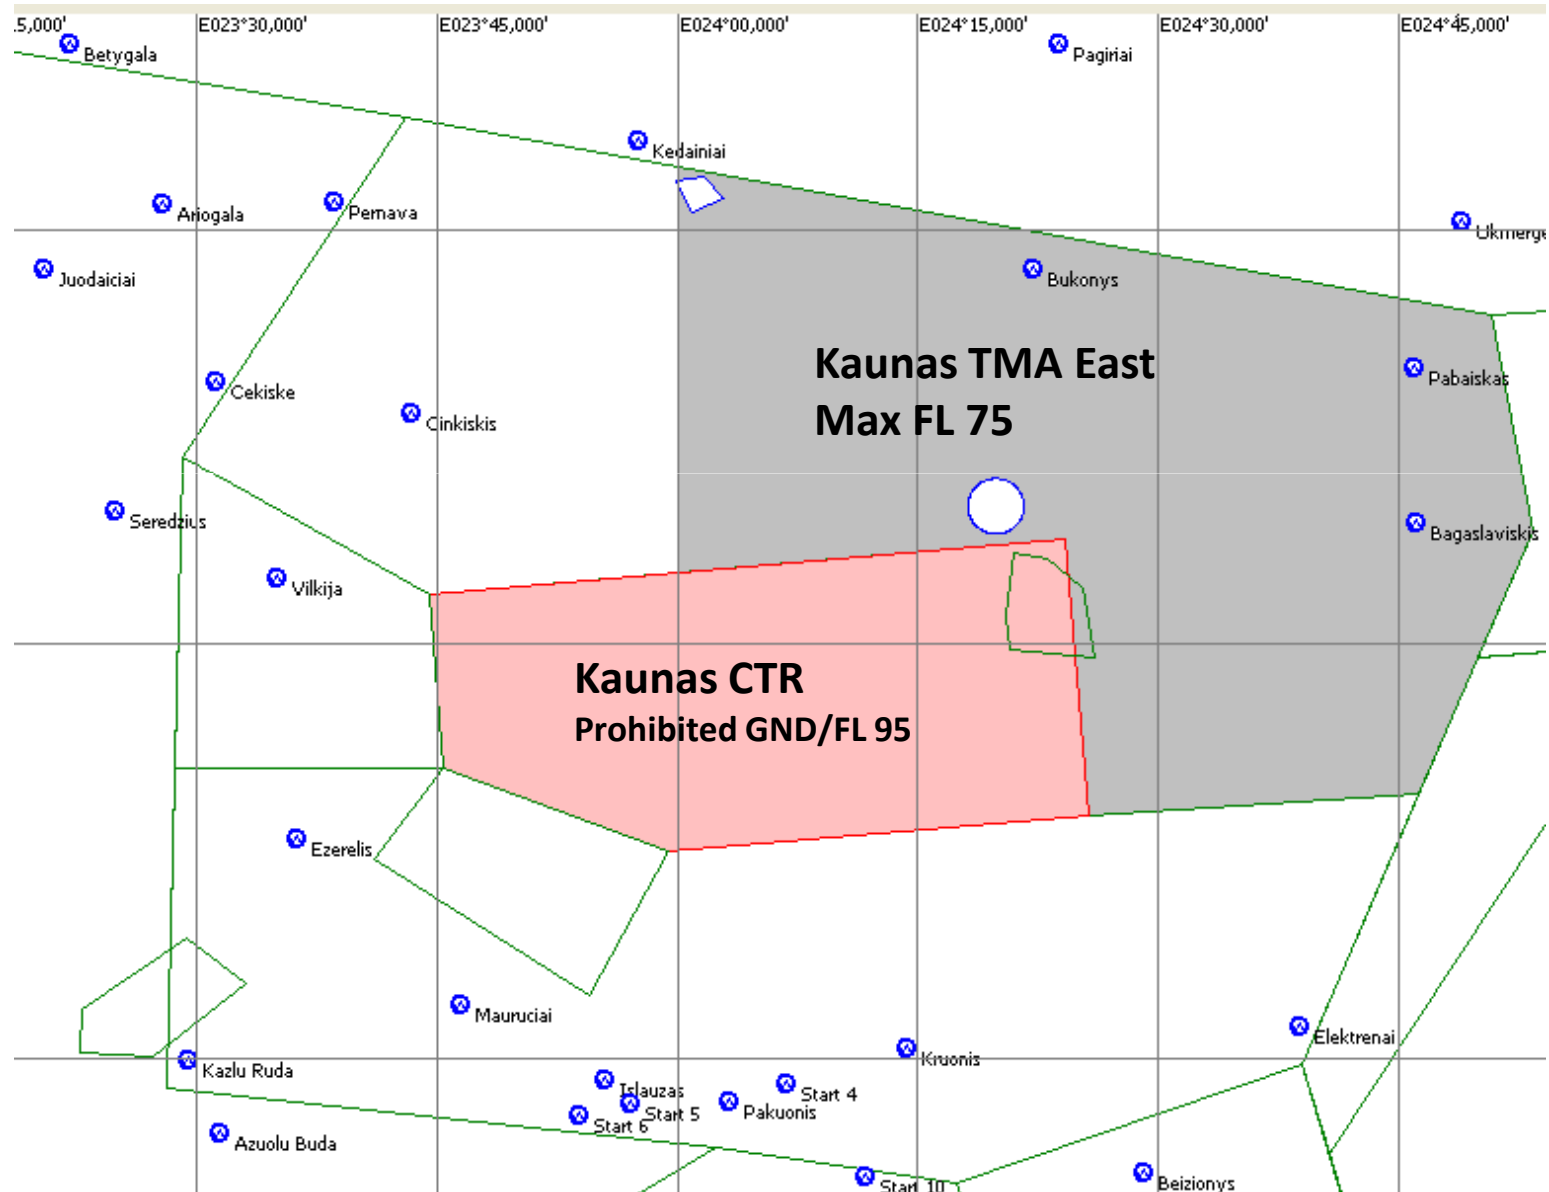 .5,000'
E023°30,000'
E023°45,000'
E024°00,000'
E024°15,000'
E024°30,000'
E024°45,000'
Betygala
Pagiriai
Kedainiai
Ariogala
Pernava
Ukmerge
Juodaiciai
Bukonys
Kaunas TMA East
Max FL 75
Pabaiskas
Cekiske
Cinkiskis
Seredzius
Bagaslaviskis
Vilkija
Kaunas CTR
Prohibited GND/FL 95
Ezerelis
Mauruciai
Elektrenai
Kruonis
Kazlu Ruda
Islauzas
Start 4
Start 5
Pakuonis
Start 6
Azuolu Buda
Start 10
Beizionys